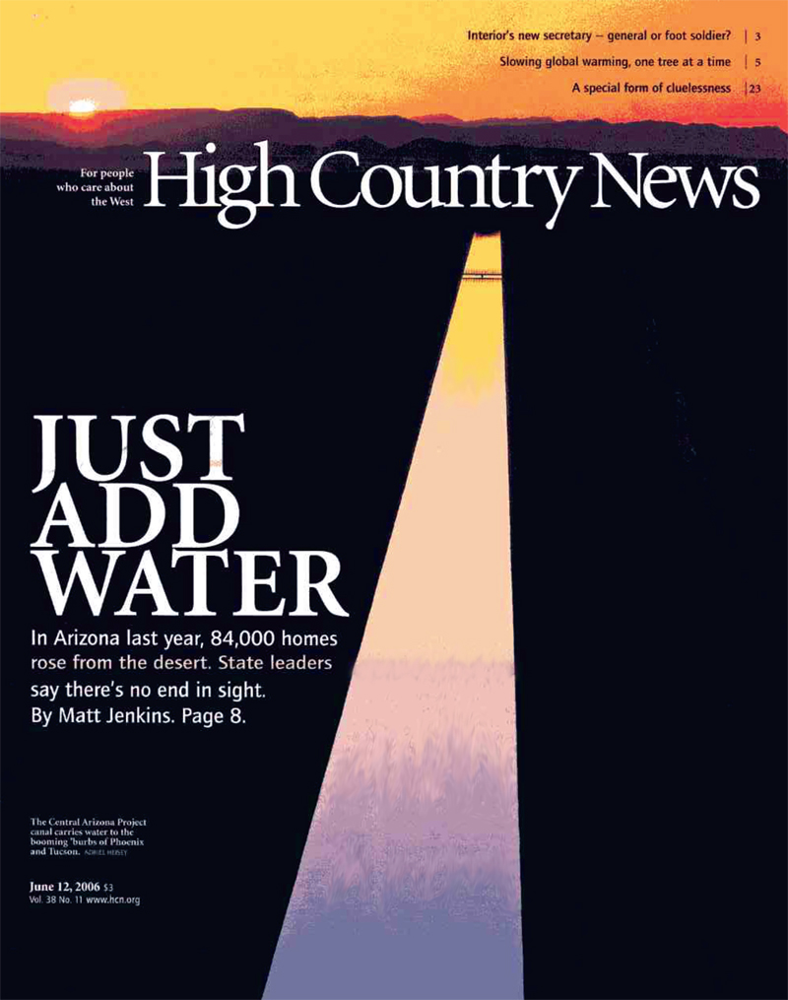 Interior's new secretary – general or foot soldier? | 3
Slowing global warming, one tree at a time | 5
A special form of cluelessness | 23
For people
who care about
the West
High Country News
JUST
ADD
WATER
In Arizona last year, 84,000 homes
rose from the desert. State leaders
say there's no end in sight.
By Matt Jenkins. Page 8.
The Central Arizona Project
canal carries water to the
booming 'burbs of Phoenix
and Tucson. ADRIEL HEISEY
June 12, 2006 $3
Vol. 38 No. 11 www.hcn.org